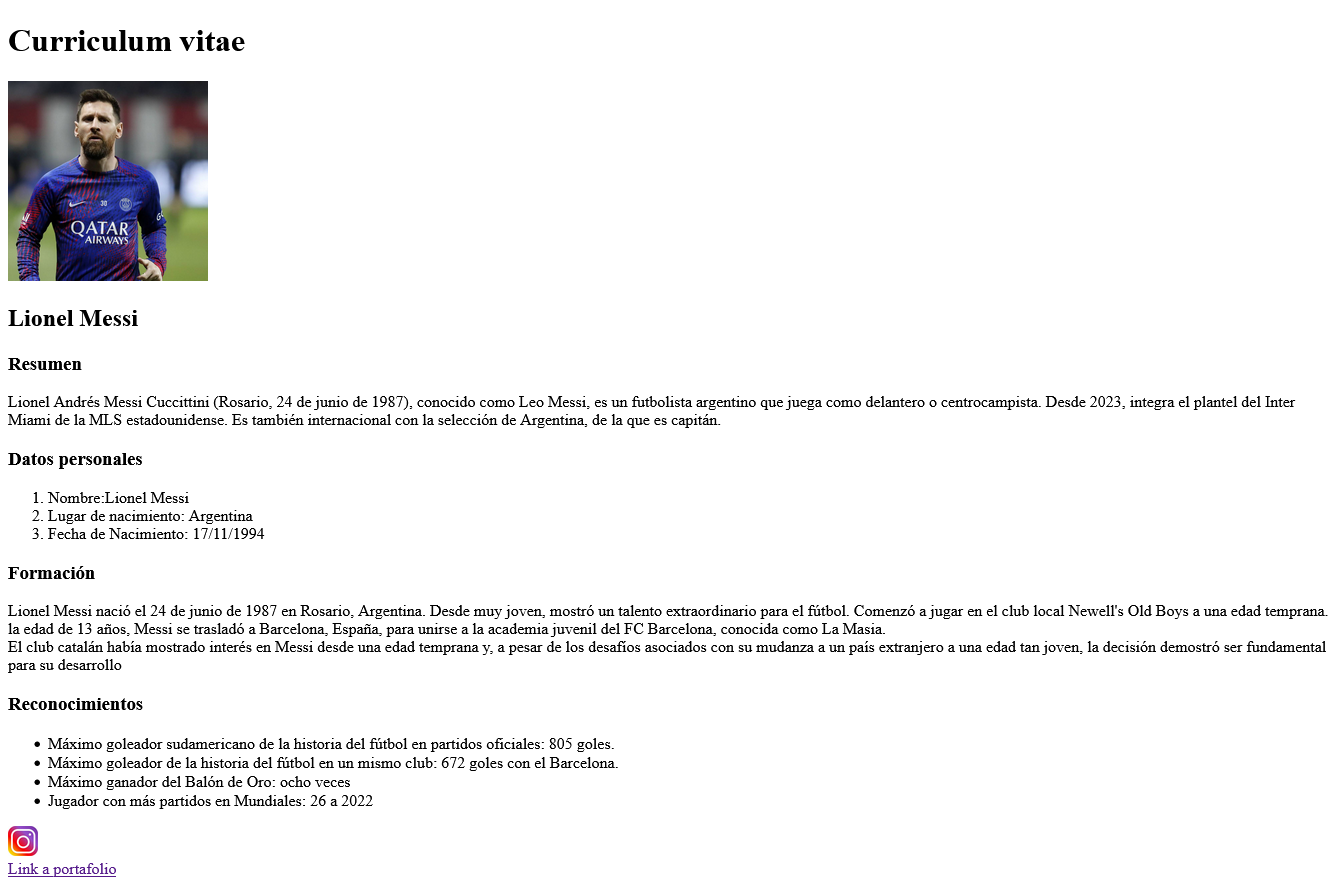 Curriculum vitae
30
QATAR
AIRWAYS
Lionel Messi
Resumen
Lionel Andrés Messi Cuccittini (Rosario, 24 de junio de 1987), conocido como Leo Messi, es un futbolista argentino que juega como delantero o centrocampista. Desde 2023, integra el plantel del Inter
Miami de la MLS estadounidense. Es también internacional con la selección de Argentina, de la que es capitán.
Datos personales
1. Nombre:Lionel Messi
2. Lugar de nacimiento: Argentina
3. Fecha de Nacimiento: 17/11/1994
Formación
Lionel Messi nació el 24 de junio de 1987 en Rosario, Argentina. Desde muy joven, mostró un talento extraordinario para el fútbol. Comenzó a jugar en el club local Newell's Old Boys a una edad temprana.
la edad de 13 años, Messi se trasladó a Barcelona, España, para unirse a la academia juvenil del FC Barcelona, conocida como La Masia.
El club catalán había mostrado interés en Messi desde una edad temprana y, a pesar de los desafíos asociados con su mudanza a un país extranjero a una edad tan joven, la decisión demostró ser fundamental
para su desarrollo
Reconocimientos
• Máximo goleador sudamericano de la historia del fútbol en partidos oficiales: 805 goles.
• Máximo goleador de la historia del fútbol en un mismo club: 672 goles con el Barcelona.
• Máximo ganador del Balón de Oro: ocho veces
• Jugador con más partidos en Mundiales: 26 a 2022
Link a portafolio